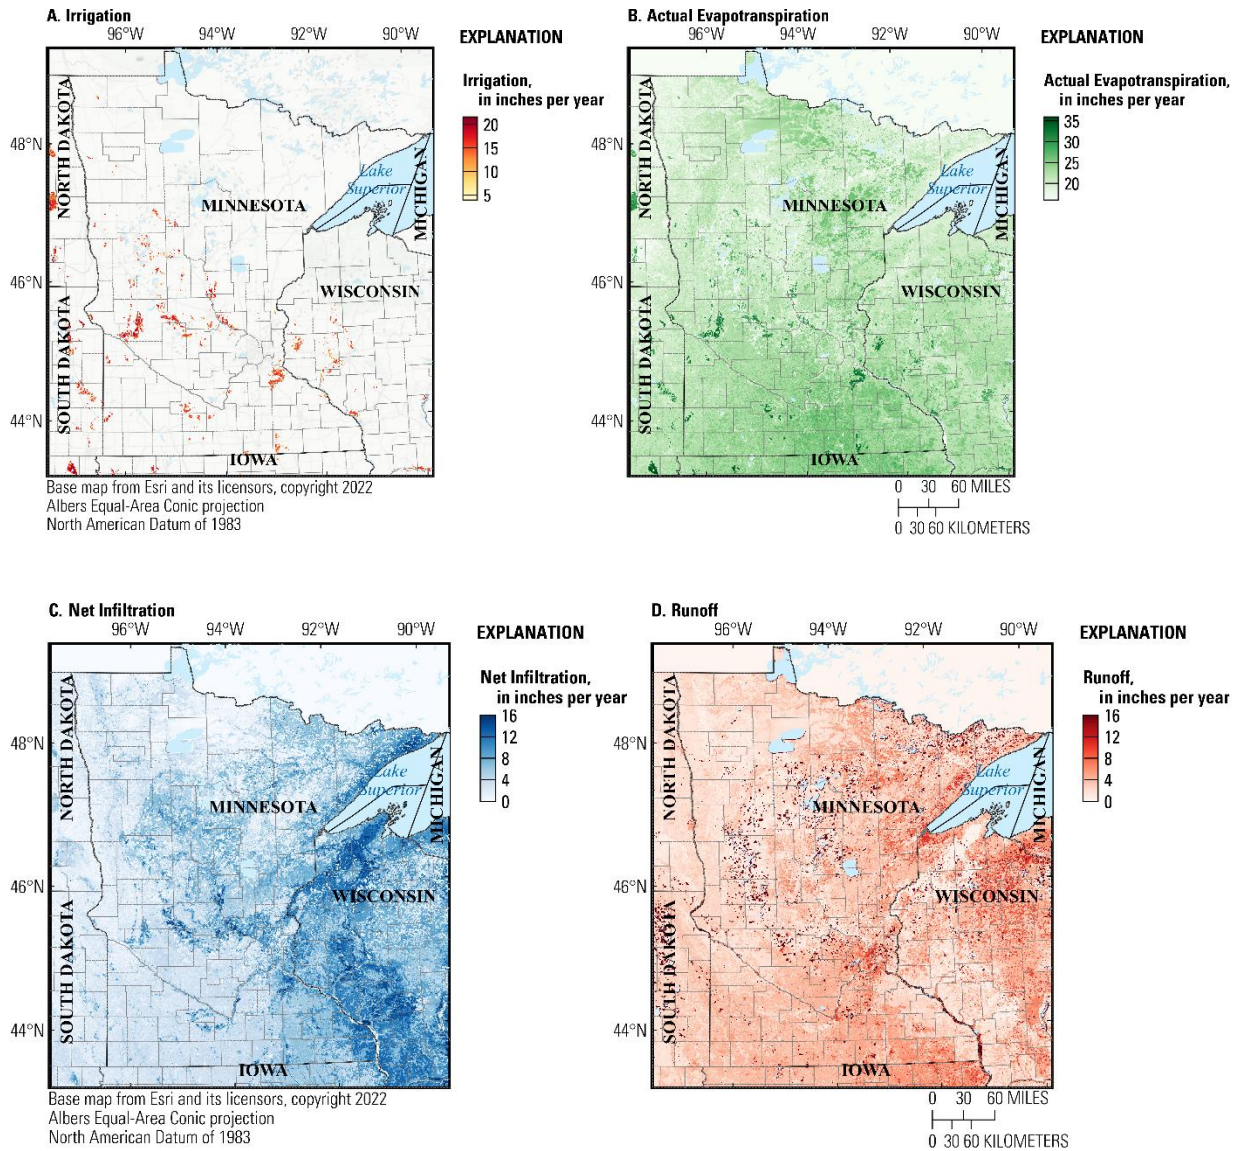 A. Irrigation
96°W 94°W 92°W 90°W
48°N
46°N
44°N
NORTH DAKOTA
SOUTH DAKOTA
MINNESOTA
Lake
Superior
MICHIGAN
WISCONSIN
IOWA
EXPLANATION
Irrigation,
in inches per year
20
15
10
5
Base map from Esri and its licensors, copyright 2022
Albers Equal-Area Conic projection
North American Datum of 1983
B. Actual Evapotranspiration
96°W 94°W 92°W 90°W
48°N
46°N
44°N
NORTH DAKOTA
SOUTH DAKOTA
MINNESOTA
Lake
Superior
MICHIGAN
WISCONSIN
IOWA
EXPLANATION
Actual Evapotranspiration,
in inches per year
35
30
25
20
0 30 60 MILES
0 30 60 KILOMETERS
C. Net Infiltration
96°W 94°W 92°W 90°W
48°N
46°N
44°N
NORTH DAKOTA
SOUTH DAKOTA
MINNESOTA
Lake
Superior
MICHIGAN
WISCONSIN
IOWA
EXPLANATION
Net Infiltration,
in inches per year
16
12
8
4
0
Base map from Esri and its licensors, copyright 2022
Albers Equal-Area Conic projection
North American Datum of 1983
D. Runoff
96°W 94°W 92°W 90°W
48°N
46°N
44°N
NORTH DAKOTA
SOUTH DAKOTA
MINNESOTA
Lake
Superior
MICHIGAN
WISCONSIN
IOWA
EXPLANATION
Runoff,
in inches per year
16
12
8
4
0
0 30 60 MILES
0 30 60 KILOMETERS